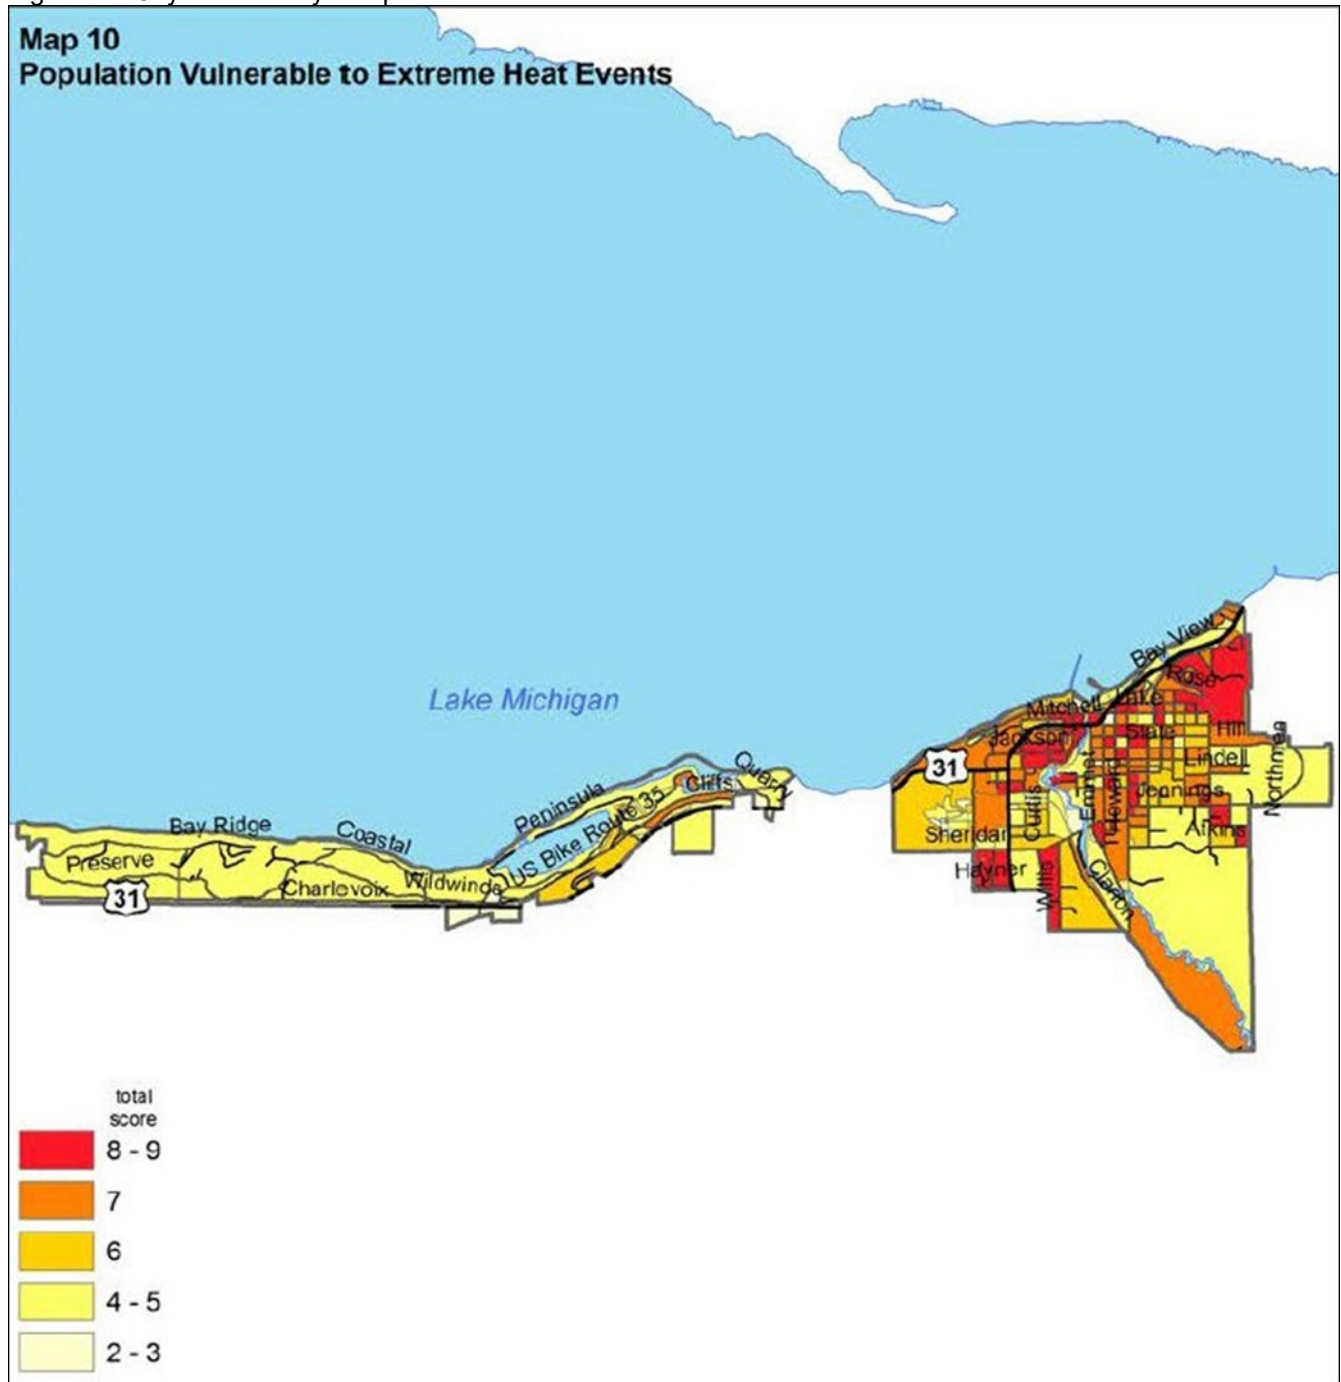 Map 10
Population Vulnerable to Extreme Heat Events
Bay View
Rose
Lake Michigan
Mitchell
Lake
Jackson
State
Hill
Northmen
31
Lindell
Quarry
Cliffs
Emmet
Howard
Jennings
Peninsula
US Bike Route 35
Curtis
Bay Ridge
Coastal
Sheridan
Atkins
Preserve
Hayner
Charlevoix
Wildwinds
Willis
Clarion
31
total
score
8 - 9
7
6
4 - 5
2 - 3